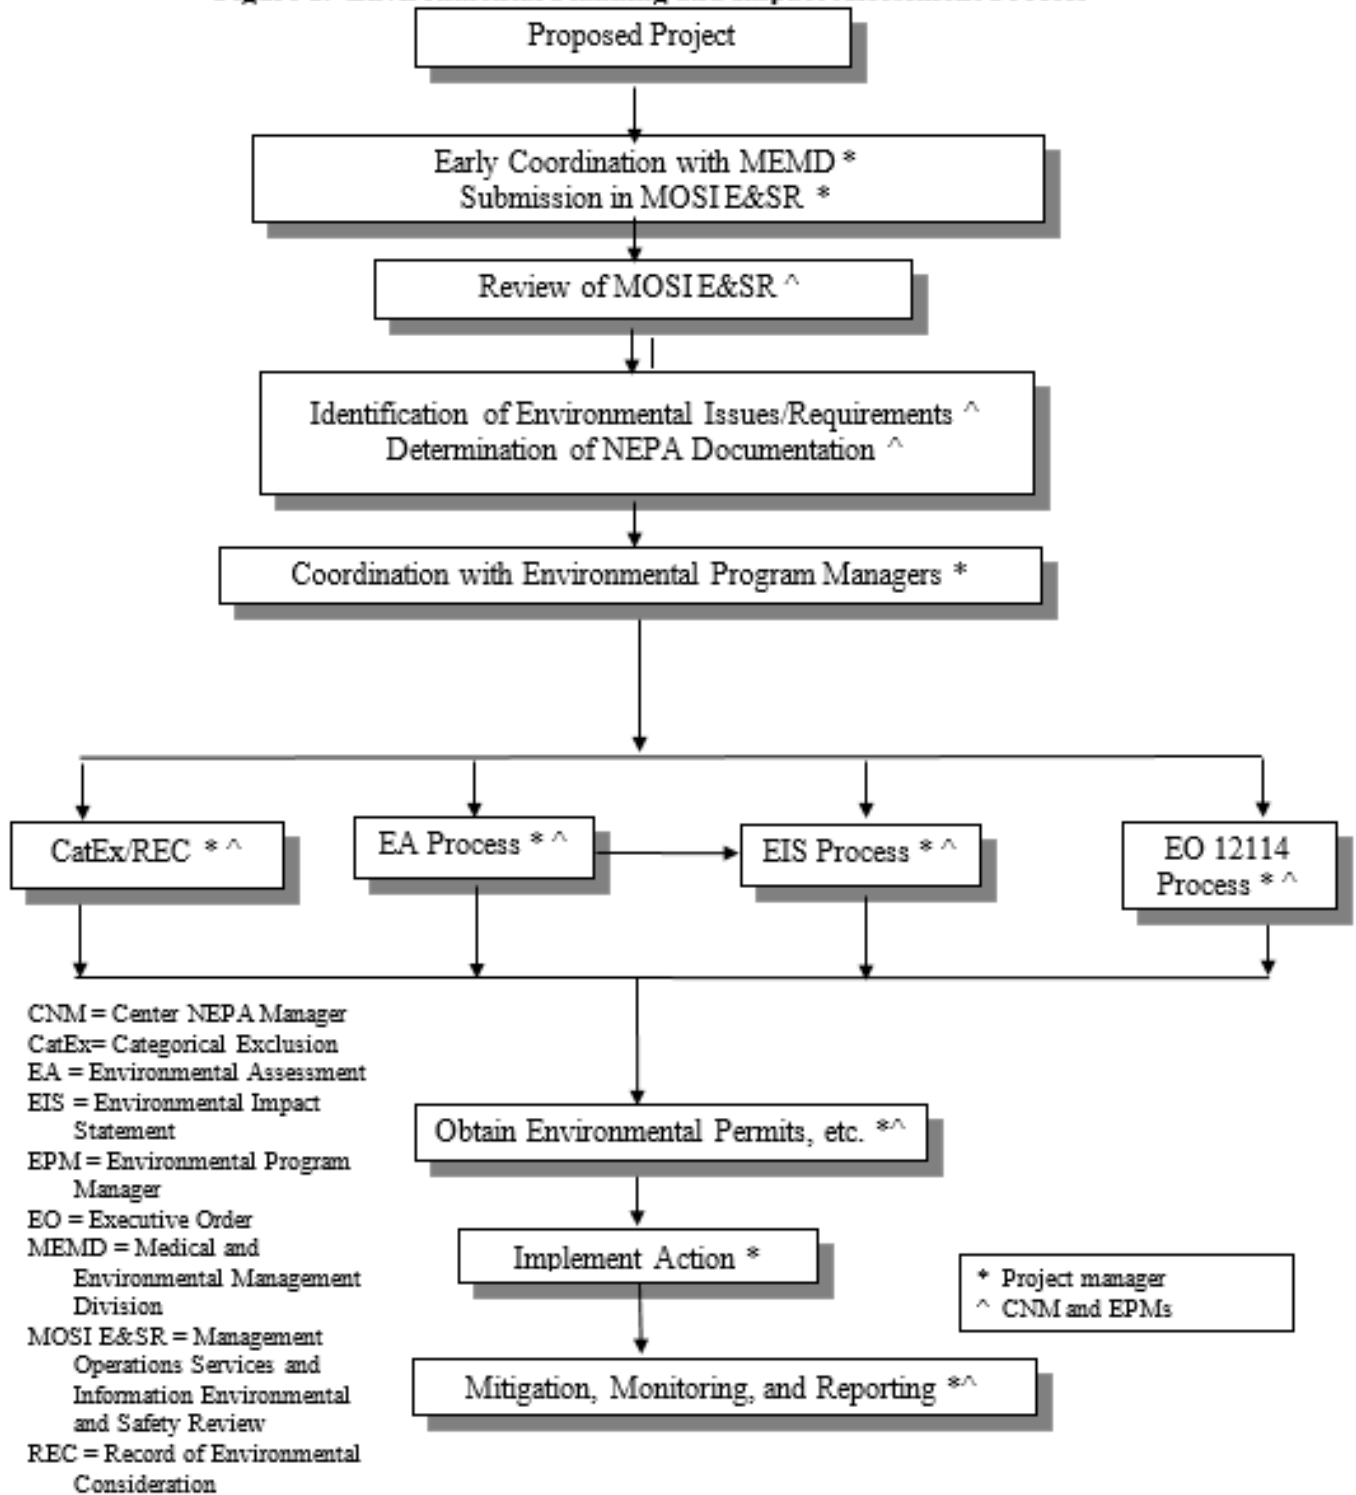 Proposed Project
Early Coordination with MEMD *
Submission in MOSI E&SR *
Review of MOSI E&SR ^
Identification of Environmental Issues/Requirements ^
Determination of NEPA Documentation ^
Coordination with Environmental Program Managers *
CatEx/REC * ^
EA Process * ^
EIS Process * ^
EO 12114
Process * ^
CNM = Center NEPA Manager
CatEx= Categorical Exclusion
EA = Environmental Assessment
EIS = Environmental Impact
Statement
EPM = Environmental Program
Manager
EO = Executive Order
MEMD = Medical and
Environmental Management
Division
MOSI E&SR = Management
Operations Services and
Information Environmental
and Safety Review
REC = Record of Environmental
Consideration
Obtain Environmental Permits, etc. *^
Implement Action *
Mitigation, Monitoring, and Reporting *^
* Project manager
^ CNM and EPMs